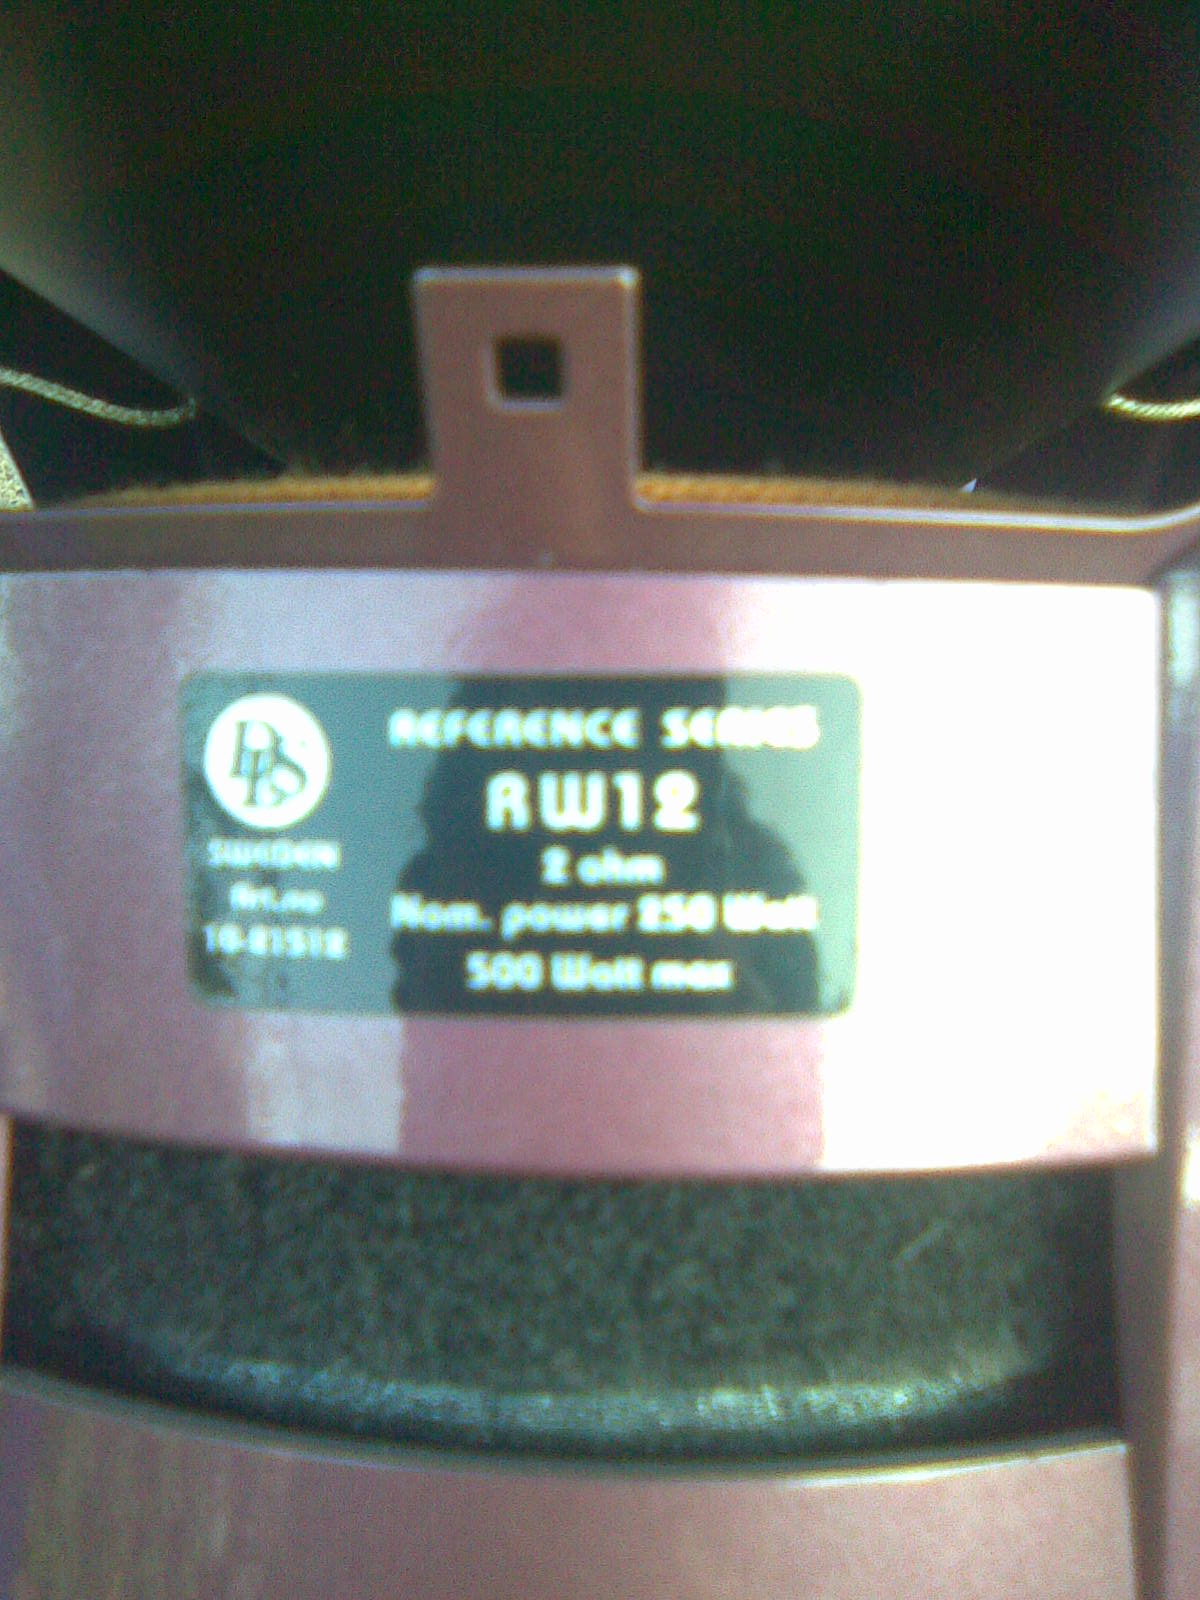 DLS
SWEDEN
Art.no
REFERENCE SERIES
RW12
2 ohm
Nom. power 250 Watt
500 Watt max